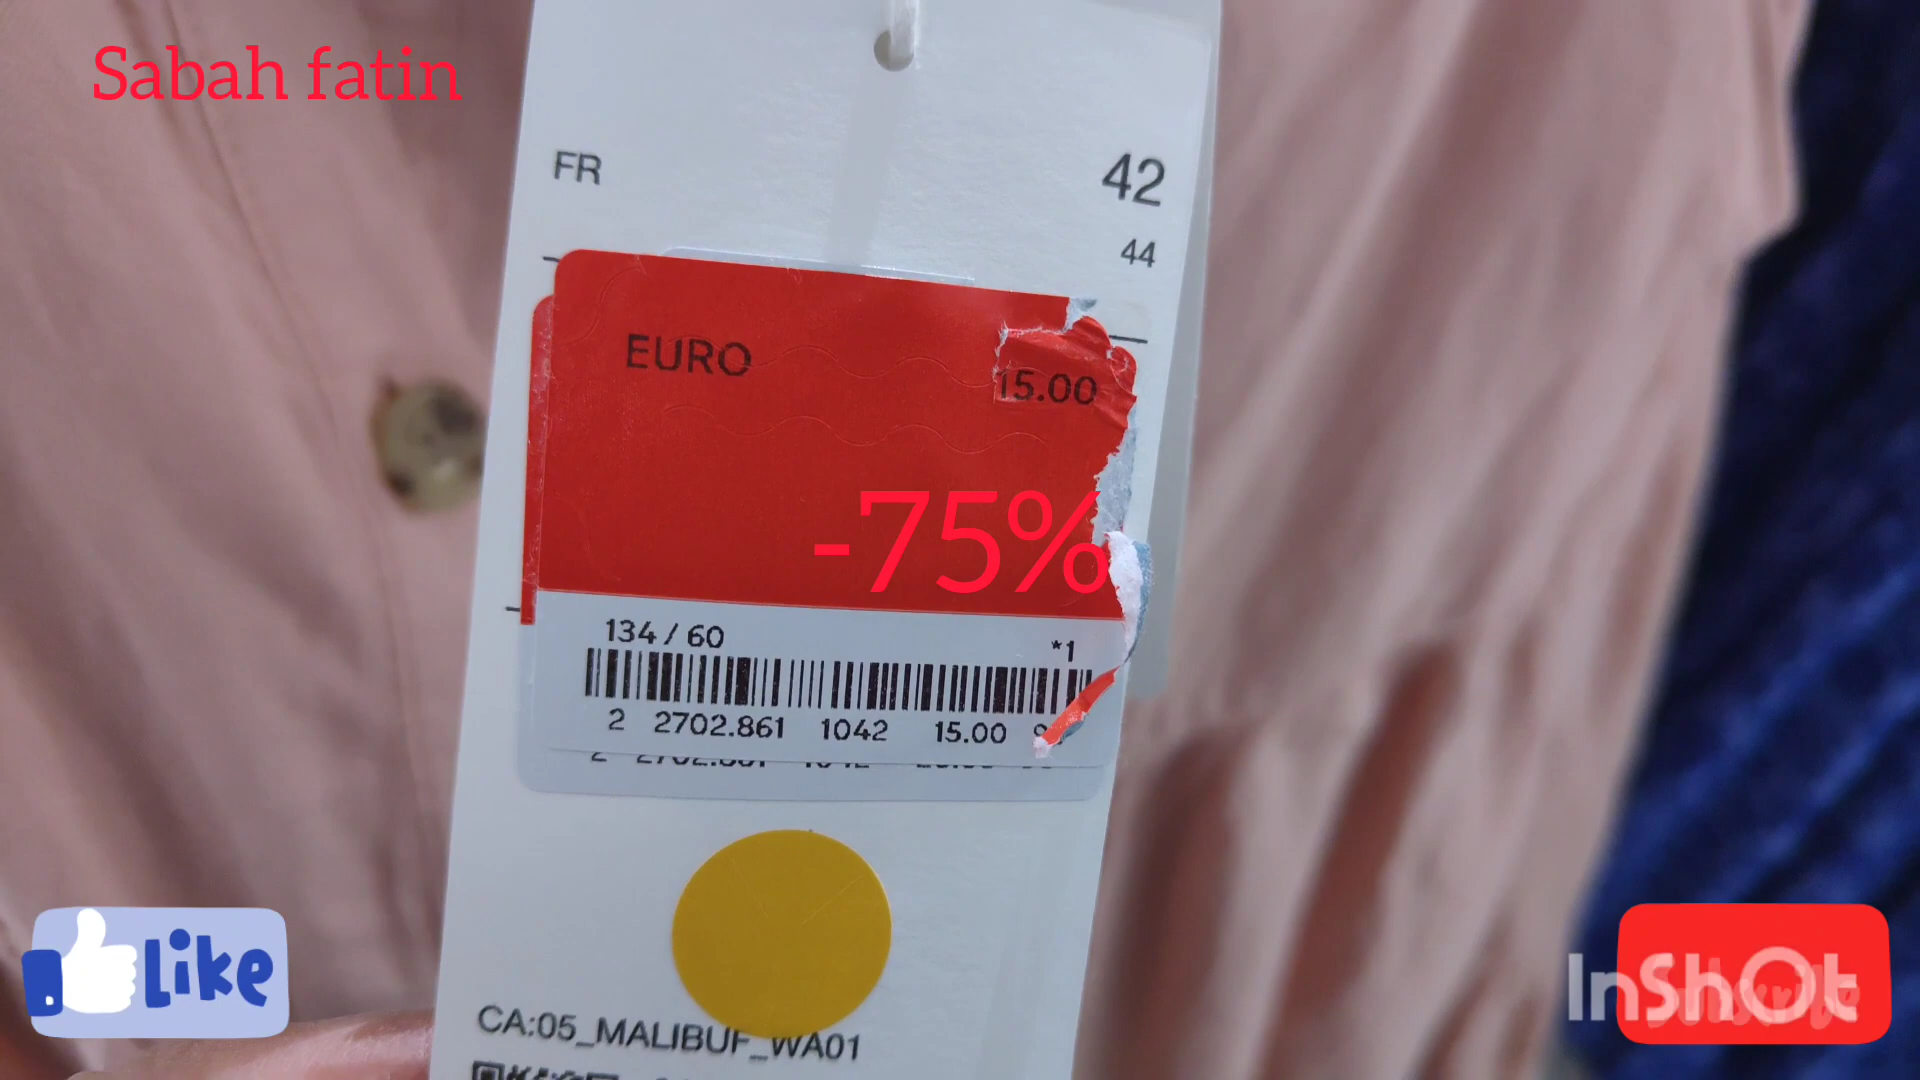 Sabah fatin
FR 42
44
EURO 15.00
-75%
134 / 60 *1
2 2702.861 1042 15.00
CA:05_MALIBUF_WA01
Like
InShOt